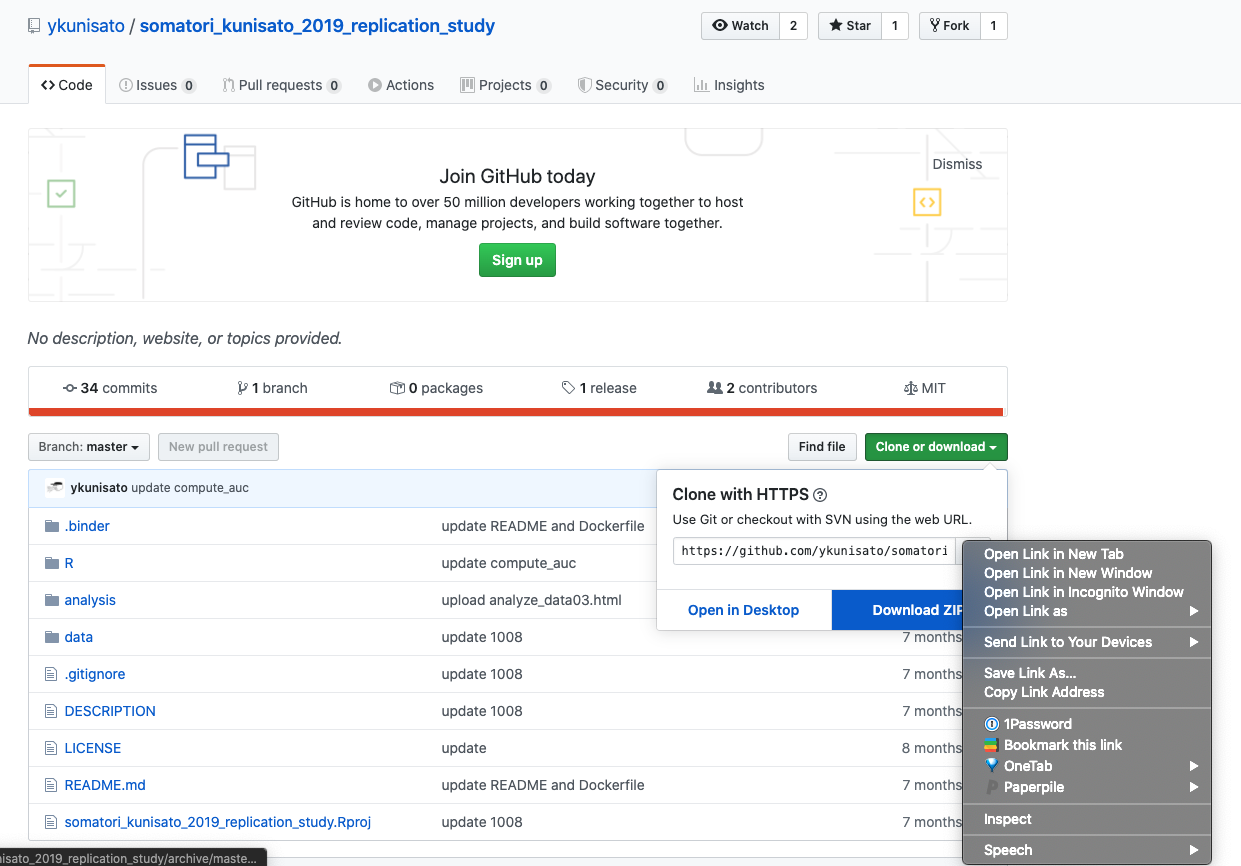 ykunisato / somatori_kunisato_2019_replication_study
Watch 2 Star 1 Fork 1
Code Issues 0 Pull requests 0 Actions Projects 0 Security 0 Insights
Dismiss
Join GitHub today
GitHub is home to over 50 million developers working together to host
and review code, manage projects, and build software together.
Sign up
No description, website, or topics provided.
34 commits 1 branch 0 packages 1 release 2 contributors MIT
Branch: master New pull request Find file Clone or download
ykunisato update compute_auc
.binder update README and Dockerfile
R update compute_auc
analysis upload analyze_data03.html
data update 1008 7 months
.gitignore update 1008 7 months
DESCRIPTION update 1008 7 months
LICENSE update 8 months
README.md update README and Dockerfile 7 months
somatori_kunisato_2019_replication_study.Rproj update 1008 7 months
Clone with HTTPS ?
Use Git or checkout with SVN using the web URL.
https://github.com/ykunisato/somatori
Open in Desktop Download ZIP
Open Link in New Tab
Open Link in New Window
Open Link in Incognito Window
Open Link as
Send Link to Your Devices
Save Link As...
Copy Link Address
1Password
Bookmark this link
OneTab
Paperpile
Inspect
Speech
nisato_2019_replication_study/archive/maste...